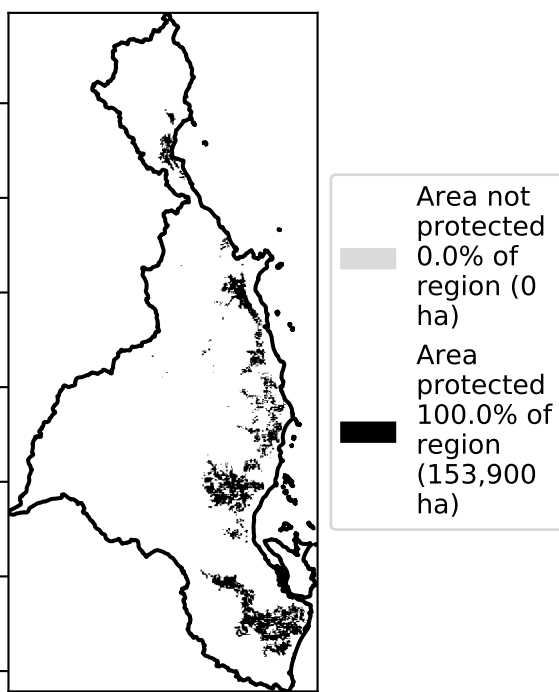 Area not
protected
0.0% of
region (0
ha)
Area
protected
100.0% of
region
(153,900
ha)